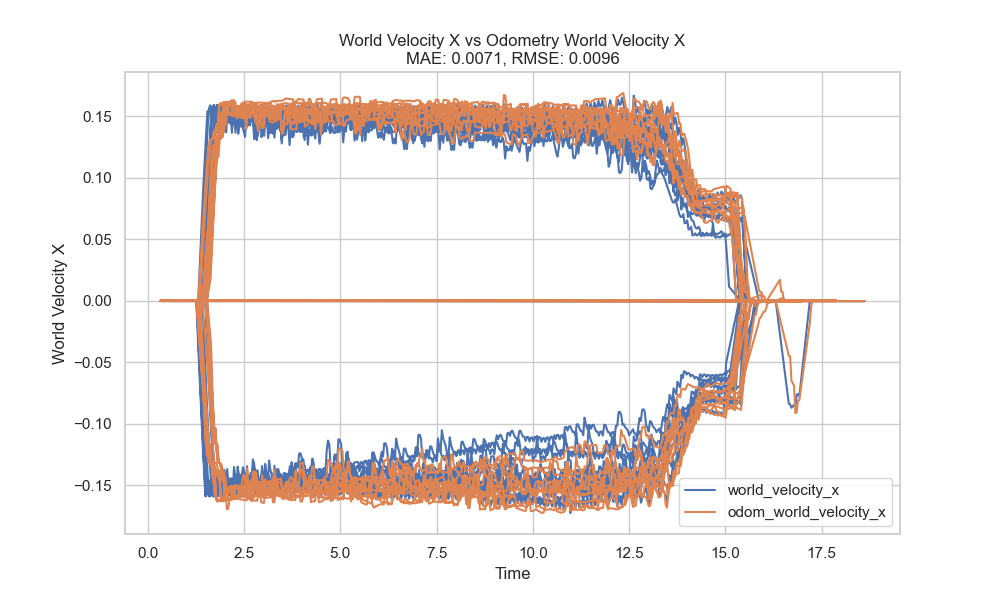 World Velocity X vs Odometry World Velocity X
MAE: 0.0071, RMSE: 0.0096
World Velocity X
0.15
0.10
0.05
0.00
−0.05
−0.10
−0.15
world_velocity_x
odom_world_velocity_x
0.0 2.5 5.0 7.5 10.0 12.5 15.0 17.5
Time